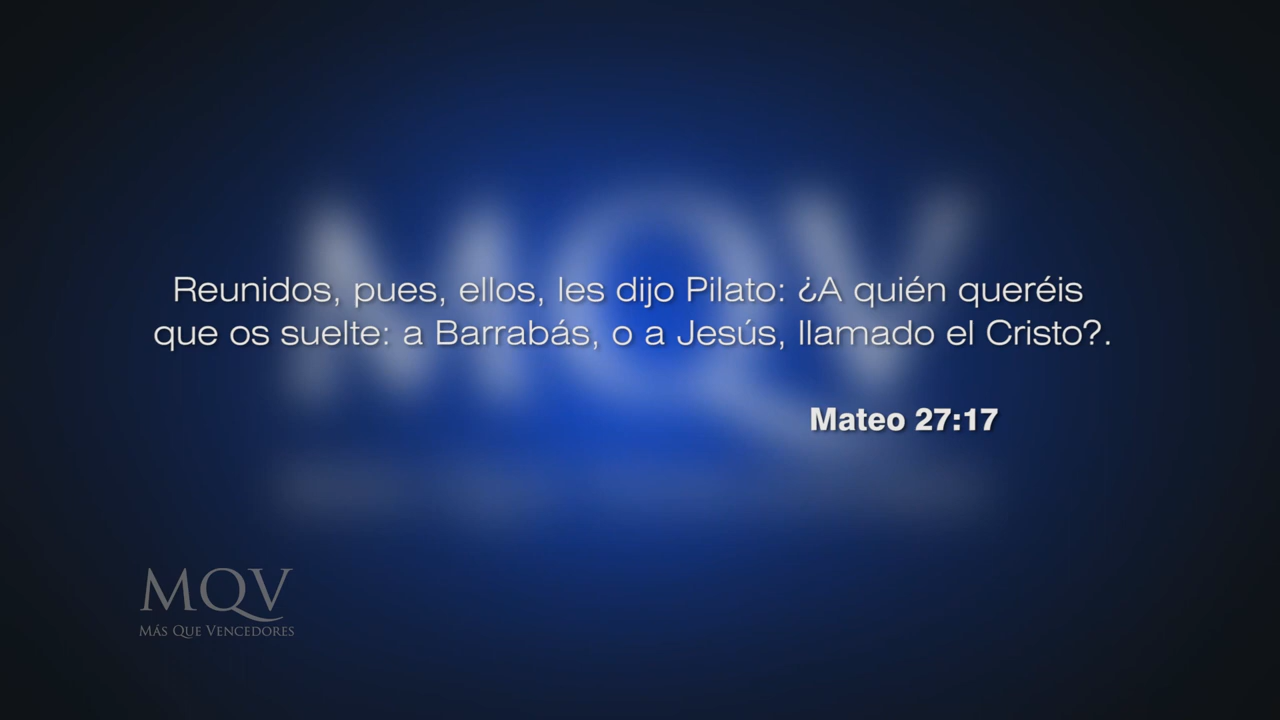 Reunidos, pues, ellos, les dijo Pilato: ¿A quién queréis
que os suelte: a Barrabás, o a Jesús, llamado el Cristo?.
Mateo 27:17
MQV
MÁS QUE VENCEDORES